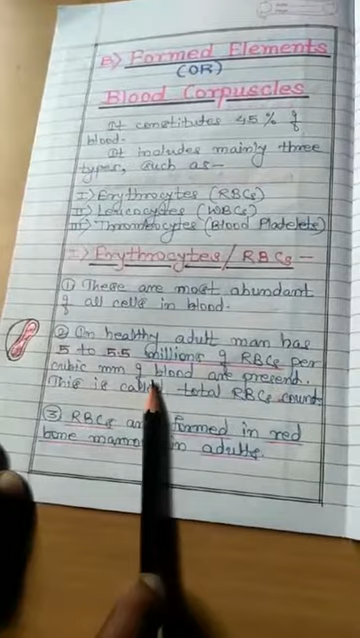 B) Formed Elements
(OR)
Blood Corpuscles
It constitutes 45% of
blood.
It includes mainly three
types, such as-
I) Erythrocytes (RBCs)
II) Leucocytes (WBCs)
III) Thrombocytes (Blood Platelets)
I) Erythrocytes / RBCs -
① These are most abundant
of all cells in blood.
② In healthy adult man has
5 to 5.5 millions of RBCs per
cubic mm of blood are present.
This is called total RBCs count
③ RBCs are formed in red
bone in adults.